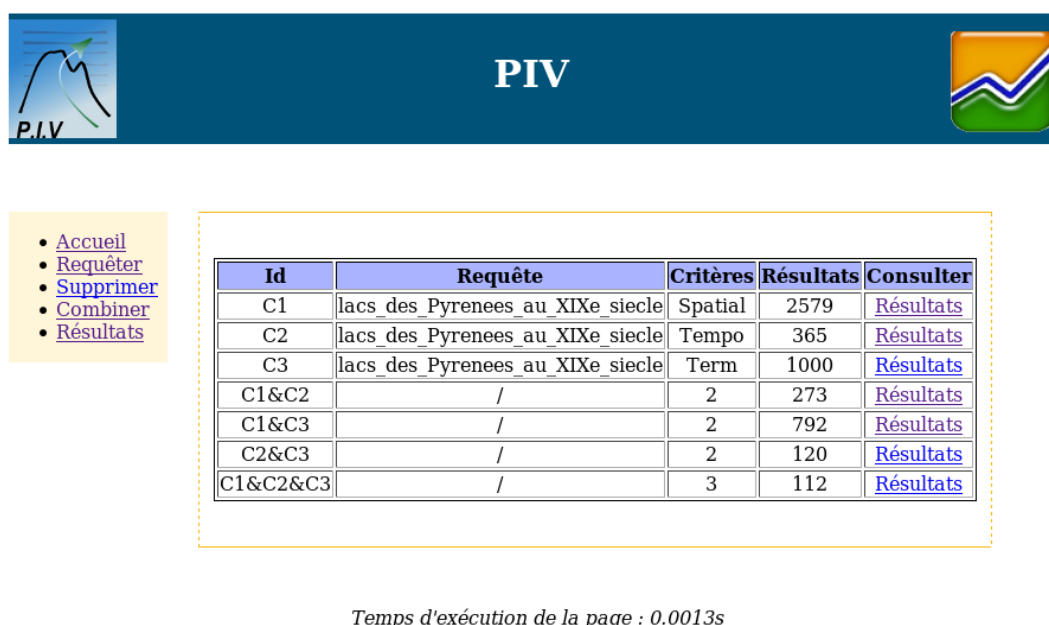 P.I.V
PIV
Accueil
Requêter
Supprimer
Combiner
Résultats
Id Requête Critères Résultats Consulter
C1 lacs_des_Pyrenees_au_XIXe_siecle Spatial 2579 Résultats
C2 lacs_des_Pyrenees_au_XIXe_siecle Tempo 365 Résultats
C3 lacs_des_Pyrenees_au_XIXe_siecle Term 1000 Résultats
C1&C2 / 2 273 Résultats
C1&C3 / 2 792 Résultats
C2&C3 / 2 120 Résultats
C1&C2&C3 / 3 112 Résultats
Temps d'exécution de la page : 0.0013s